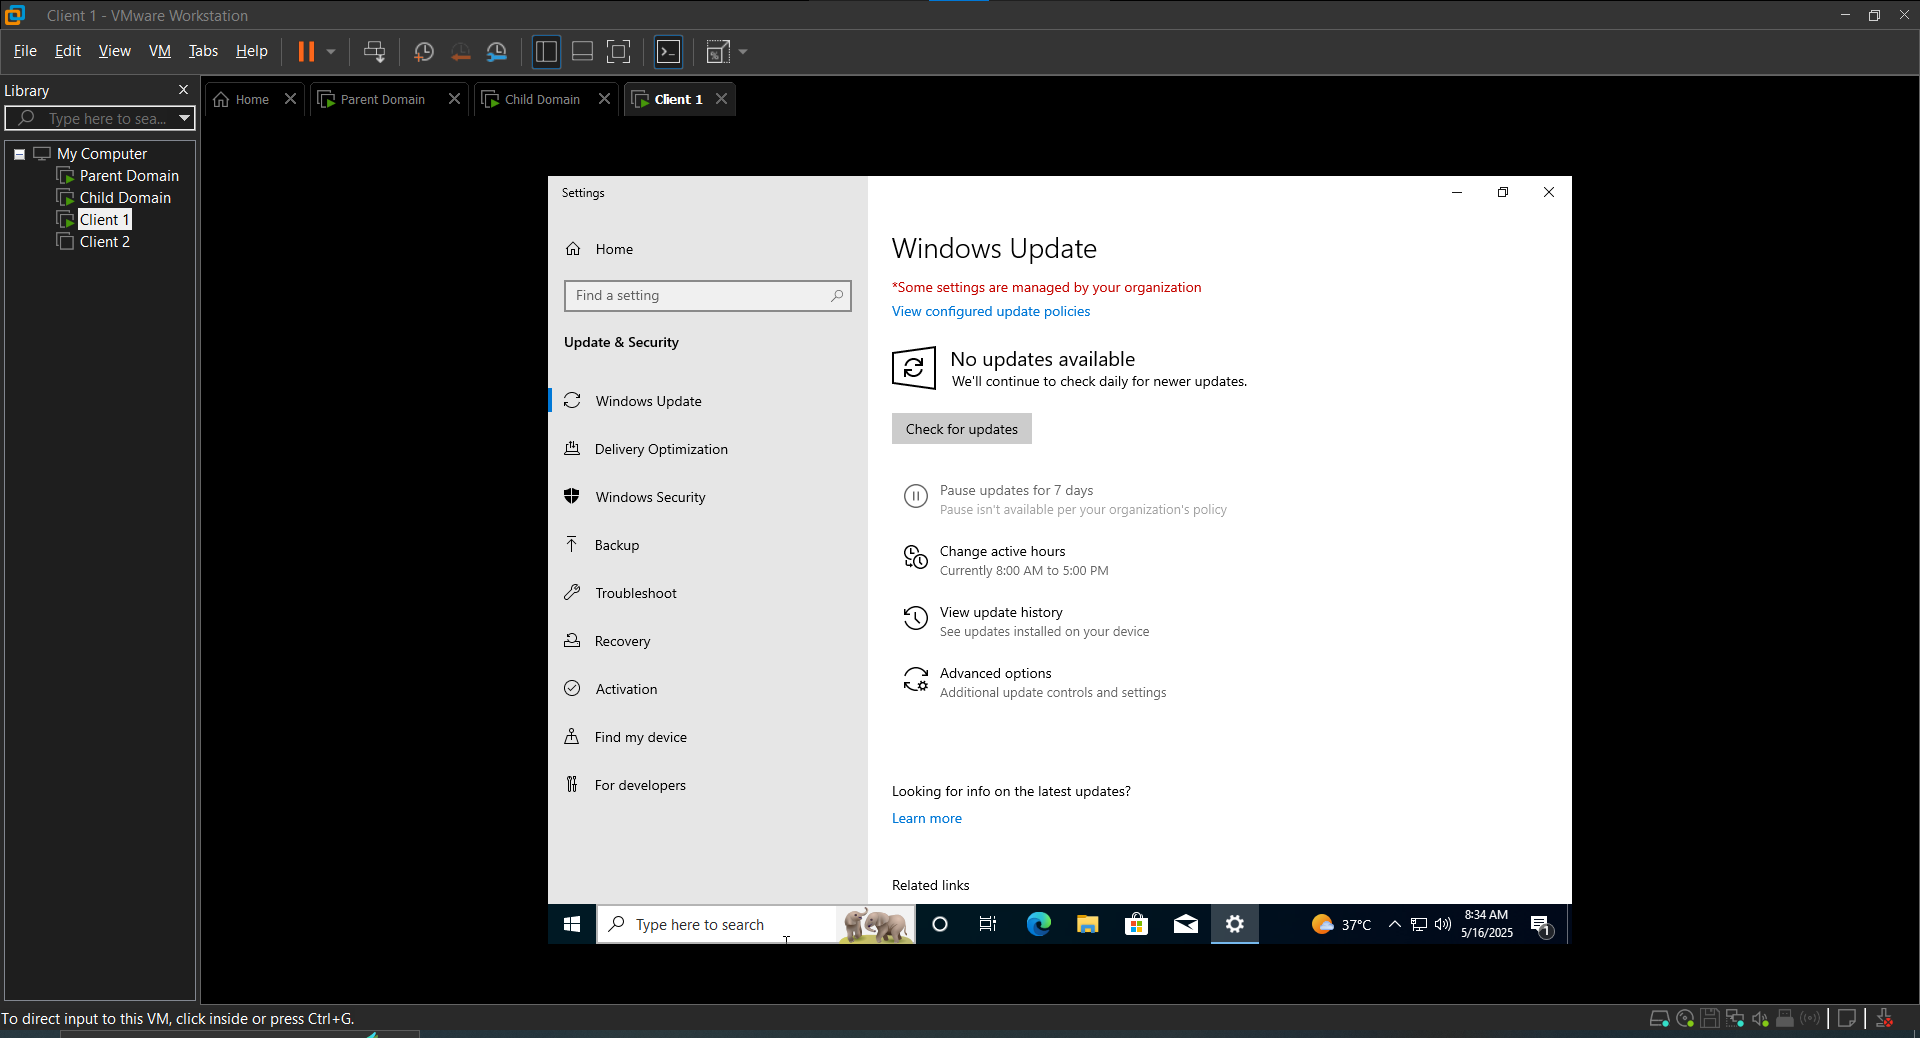 Client 1 - VMware Workstation
File Edit View VM Tabs Help
Library
Type here to sea...
My Computer
Parent Domain
Child Domain
Client 1
Client 2
Home
Parent Domain
Child Domain
Client 1
Settings
Home
Find a setting
Update & Security
Windows Update
Delivery Optimization
Windows Security
Backup
Troubleshoot
Recovery
Activation
Find my device
For developers
Windows Update
*Some settings are managed by your organization
View configured update policies
No updates available
We'll continue to check daily for newer updates.
Check for updates
Pause updates for 7 days
Pause isn't available per your organization's policy
Change active hours
Currently 8:00 AM to 5:00 PM
View update history
See updates installed on your device
Advanced options
Additional update controls and settings
Looking for info on the latest updates?
Learn more
Related links
Type here to search
37°C
8:34 AM
5/16/2025
1
To direct input to this VM, click inside or press Ctrl+G.